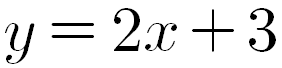 y = 2x + 3